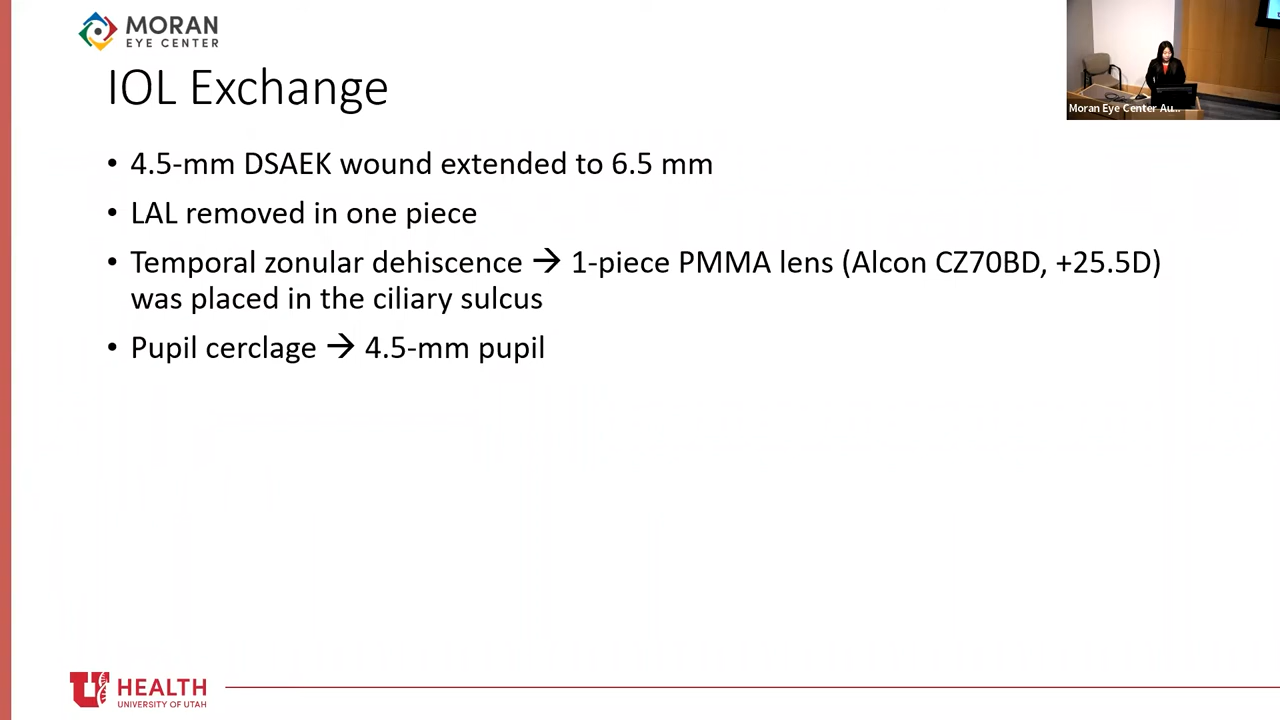 MORAN
EYE CENTER
IOL Exchange
Moran Eye Center Au...
• 4.5-mm DSAEK wound extended to 6.5 mm
• LAL removed in one piece
• Temporal zonular dehiscence → 1-piece PMMA lens (Alcon CZ70BD, +25.5D)
was placed in the ciliary sulcus
• Pupil cerclage → 4.5-mm pupil
U HEALTH
UNIVERSITY OF UTAH